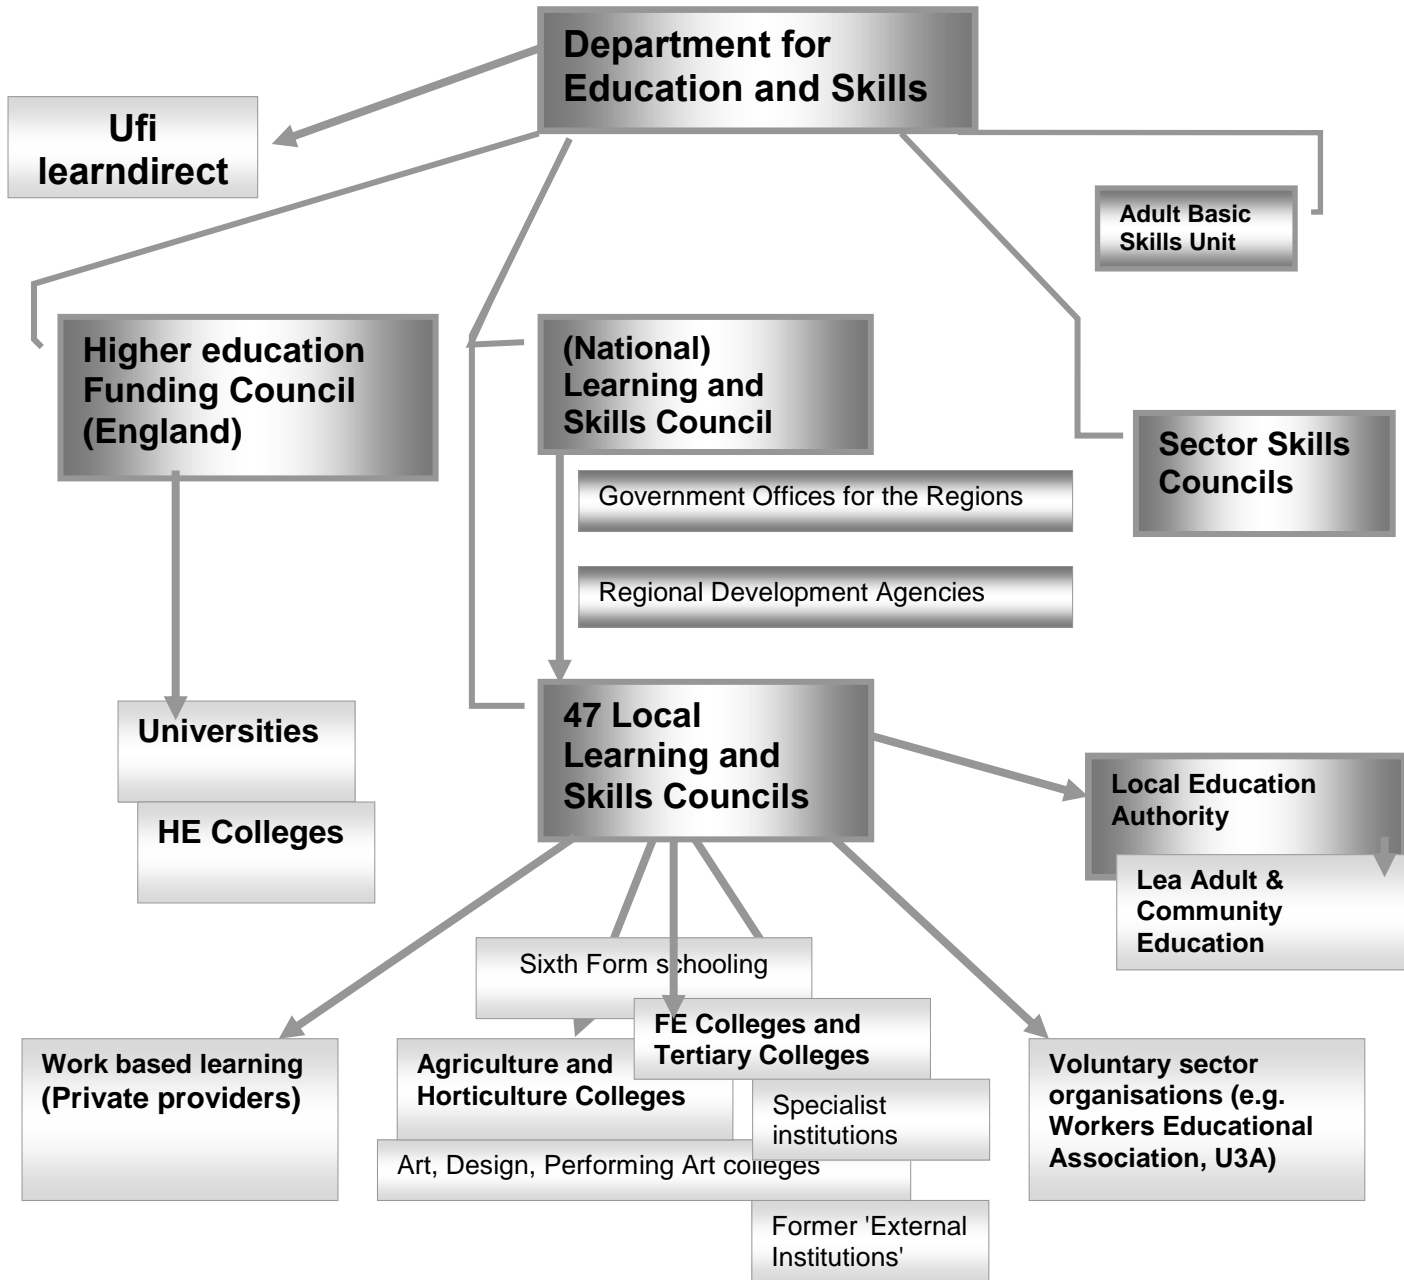 Department for
Education and Skills
Ufi
learndirect
Adult Basic
Skills Unit
Higher education
Funding Council
(England)
(National)
Learning and
Skills Council
Sector Skills
Councils
Government Offices for the Regions
Regional Development Agencies
47 Local
Learning and
Skills Councils
Universities
HE Colleges
Local Education
Authority
Lea Adult &
Community
Education
Sixth Form schooling
FE Colleges and
Tertiary Colleges
Work based learning
(Private providers)
Agriculture and
Horticulture Colleges
Specialist
institutions
Art, Design, Performing Art colleges
Former 'External
Institutions'
Voluntary sector
organisations (e.g.
Workers Educational
Association, U3A)